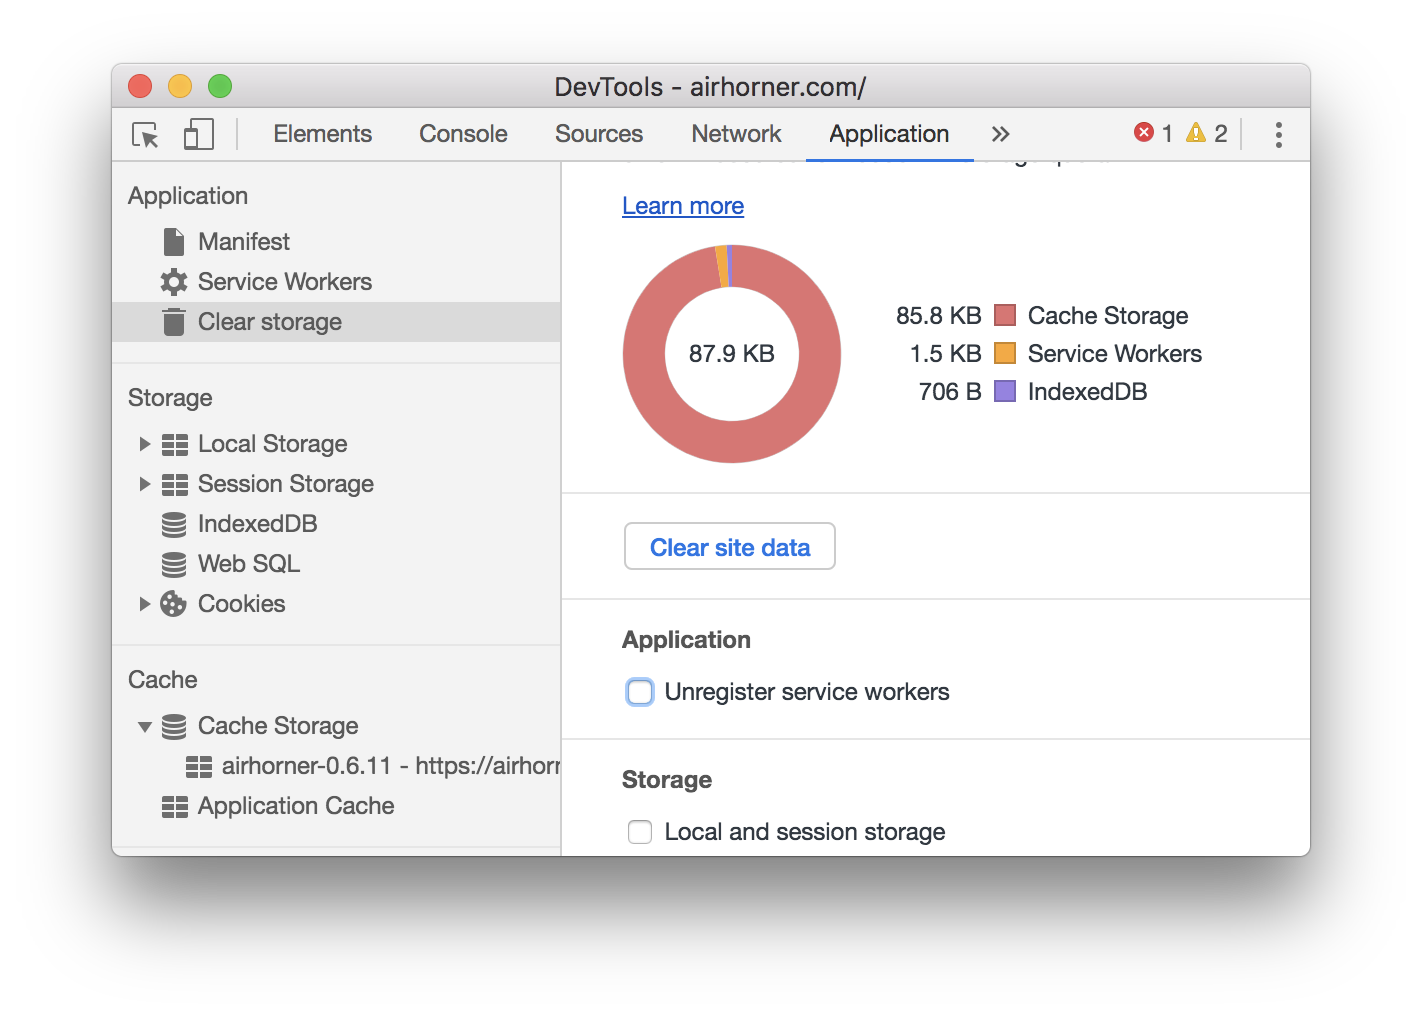 DevTools - airhorner.com/
Elements Console Sources Network Application » 1 2
Application
Manifest
Service Workers
Clear storage
Storage
Local Storage
Session Storage
IndexedDB
Web SQL
Cookies
Cache
Cache Storage
airhorner-0.6.11 - https://airhorr
Application Cache
Learn more
87.9 KB
85.8 KB Cache Storage
1.5 KB Service Workers
706 B IndexedDB
Clear site data
Application
Unregister service workers
Storage
Local and session storage